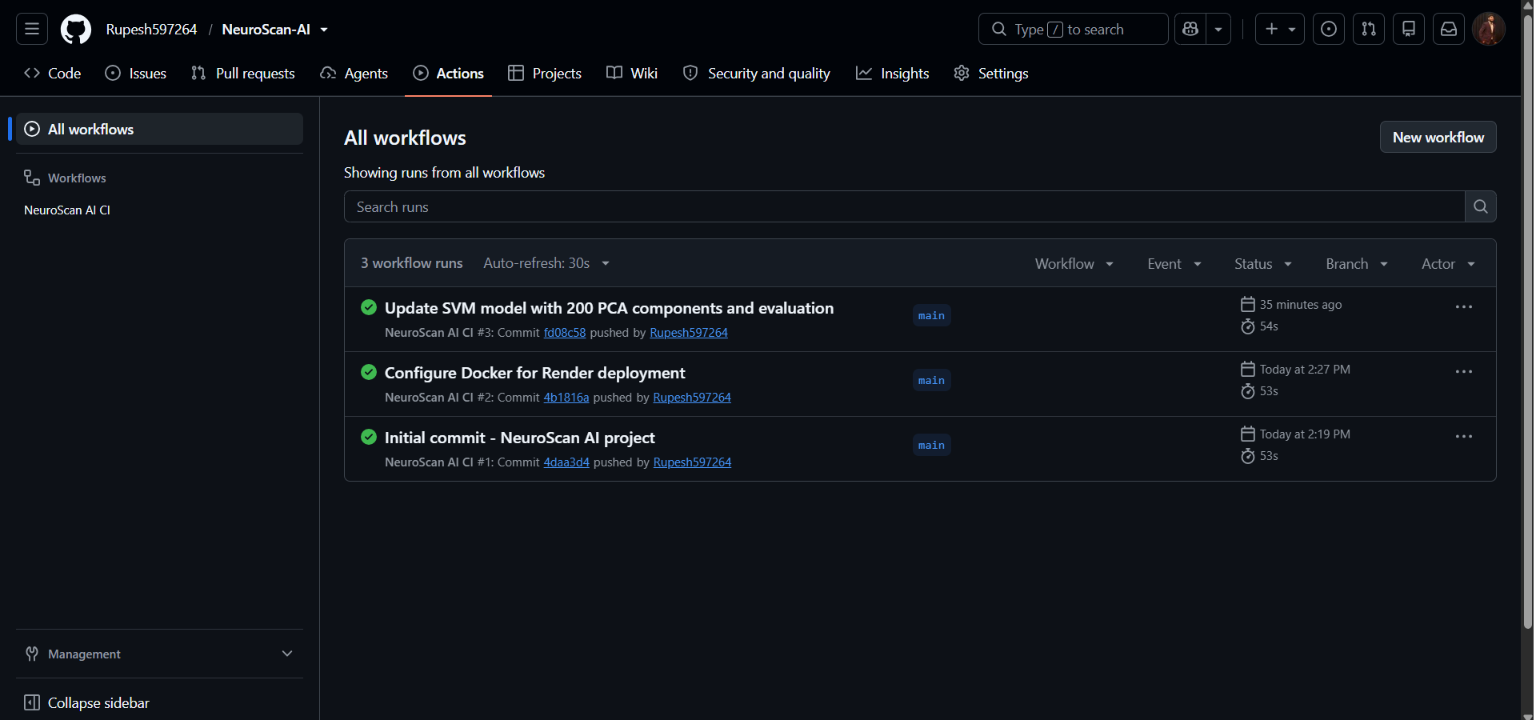 Rupesh597264 / NeuroScan-AI
Type / to search
Code Issues Pull requests Agents Actions Projects Wiki Security and quality Insights Settings
All workflows
Workflows
NeuroScan AI CI
Management
Collapse sidebar
All workflows
New workflow
Showing runs from all workflows
Search runs
3 workflow runs Auto-refresh: 30s Workflow Event Status Branch Actor
Update SVM model with 200 PCA components and evaluation
NeuroScan AI CI #3: Commit fd08c58 pushed by Rupesh597264
main
35 minutes ago
54s
Configure Docker for Render deployment
NeuroScan AI CI #2: Commit 4b1816a pushed by Rupesh597264
main
Today at 2:27 PM
53s
Initial commit - NeuroScan AI project
NeuroScan AI CI #1: Commit 4daa3d4 pushed by Rupesh597264
main
Today at 2:19 PM
53s